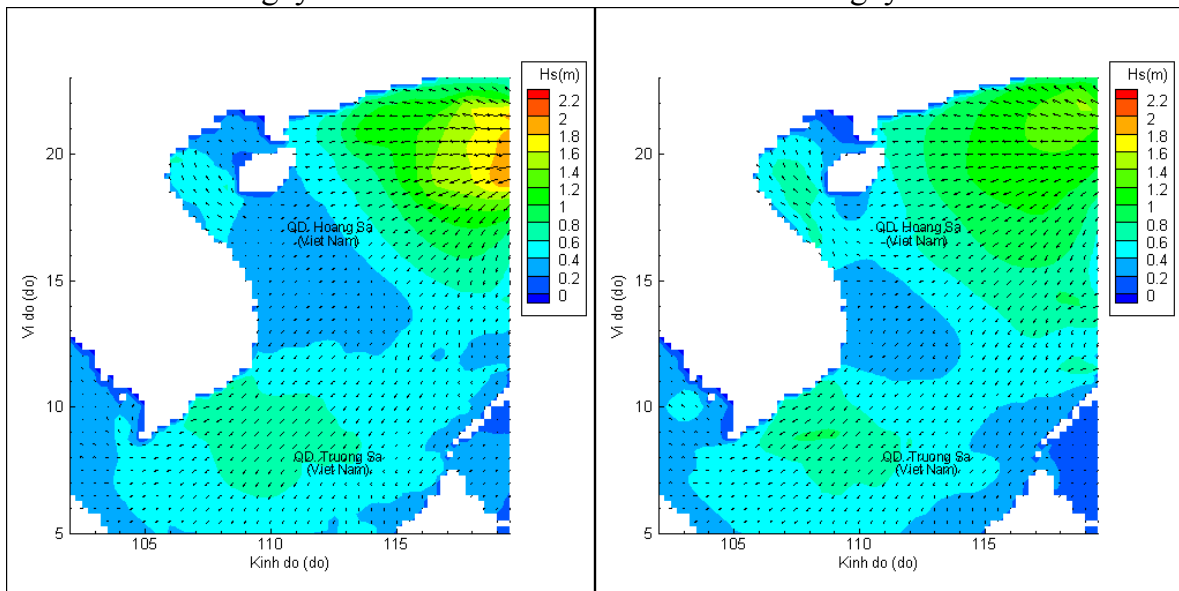 Hs(m)
2.2
2
1.8
1.6
1.4
1.2
1
0.8
0.6
0.4
0.2
0
20
15
10
5
105
110
115
Vi do (do)
Kinh do (do)
QD. Hoang Sa
(Viet Nam)
QD. Truong Sa
(Viet Nam)
Hs(m)
2.2
2
1.8
1.6
1.4
1.2
1
0.8
0.6
0.4
0.2
0
20
15
10
5
105
110
115
Vi do (do)
Kinh do (do)
QD. Hoang Sa
(Viet Nam)
QD. Truong Sa
(Viet Nam)